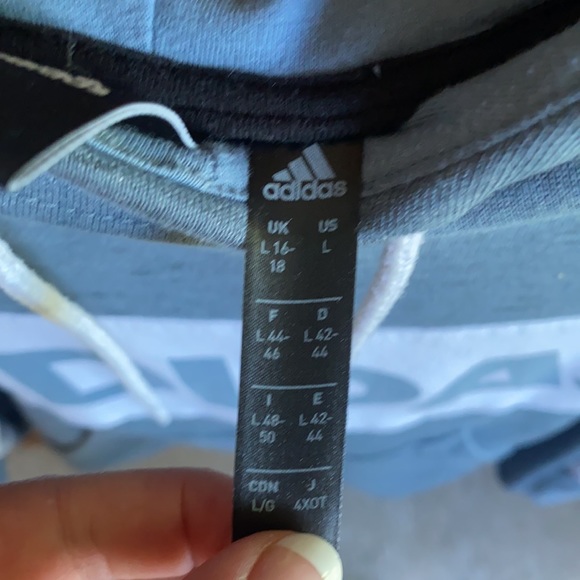 adidas
UK US
L 16- L
18
F D
L 44- L 42-
46 44
I E
L 48- L 42-
50 44
CDN J
L/G 4XOT